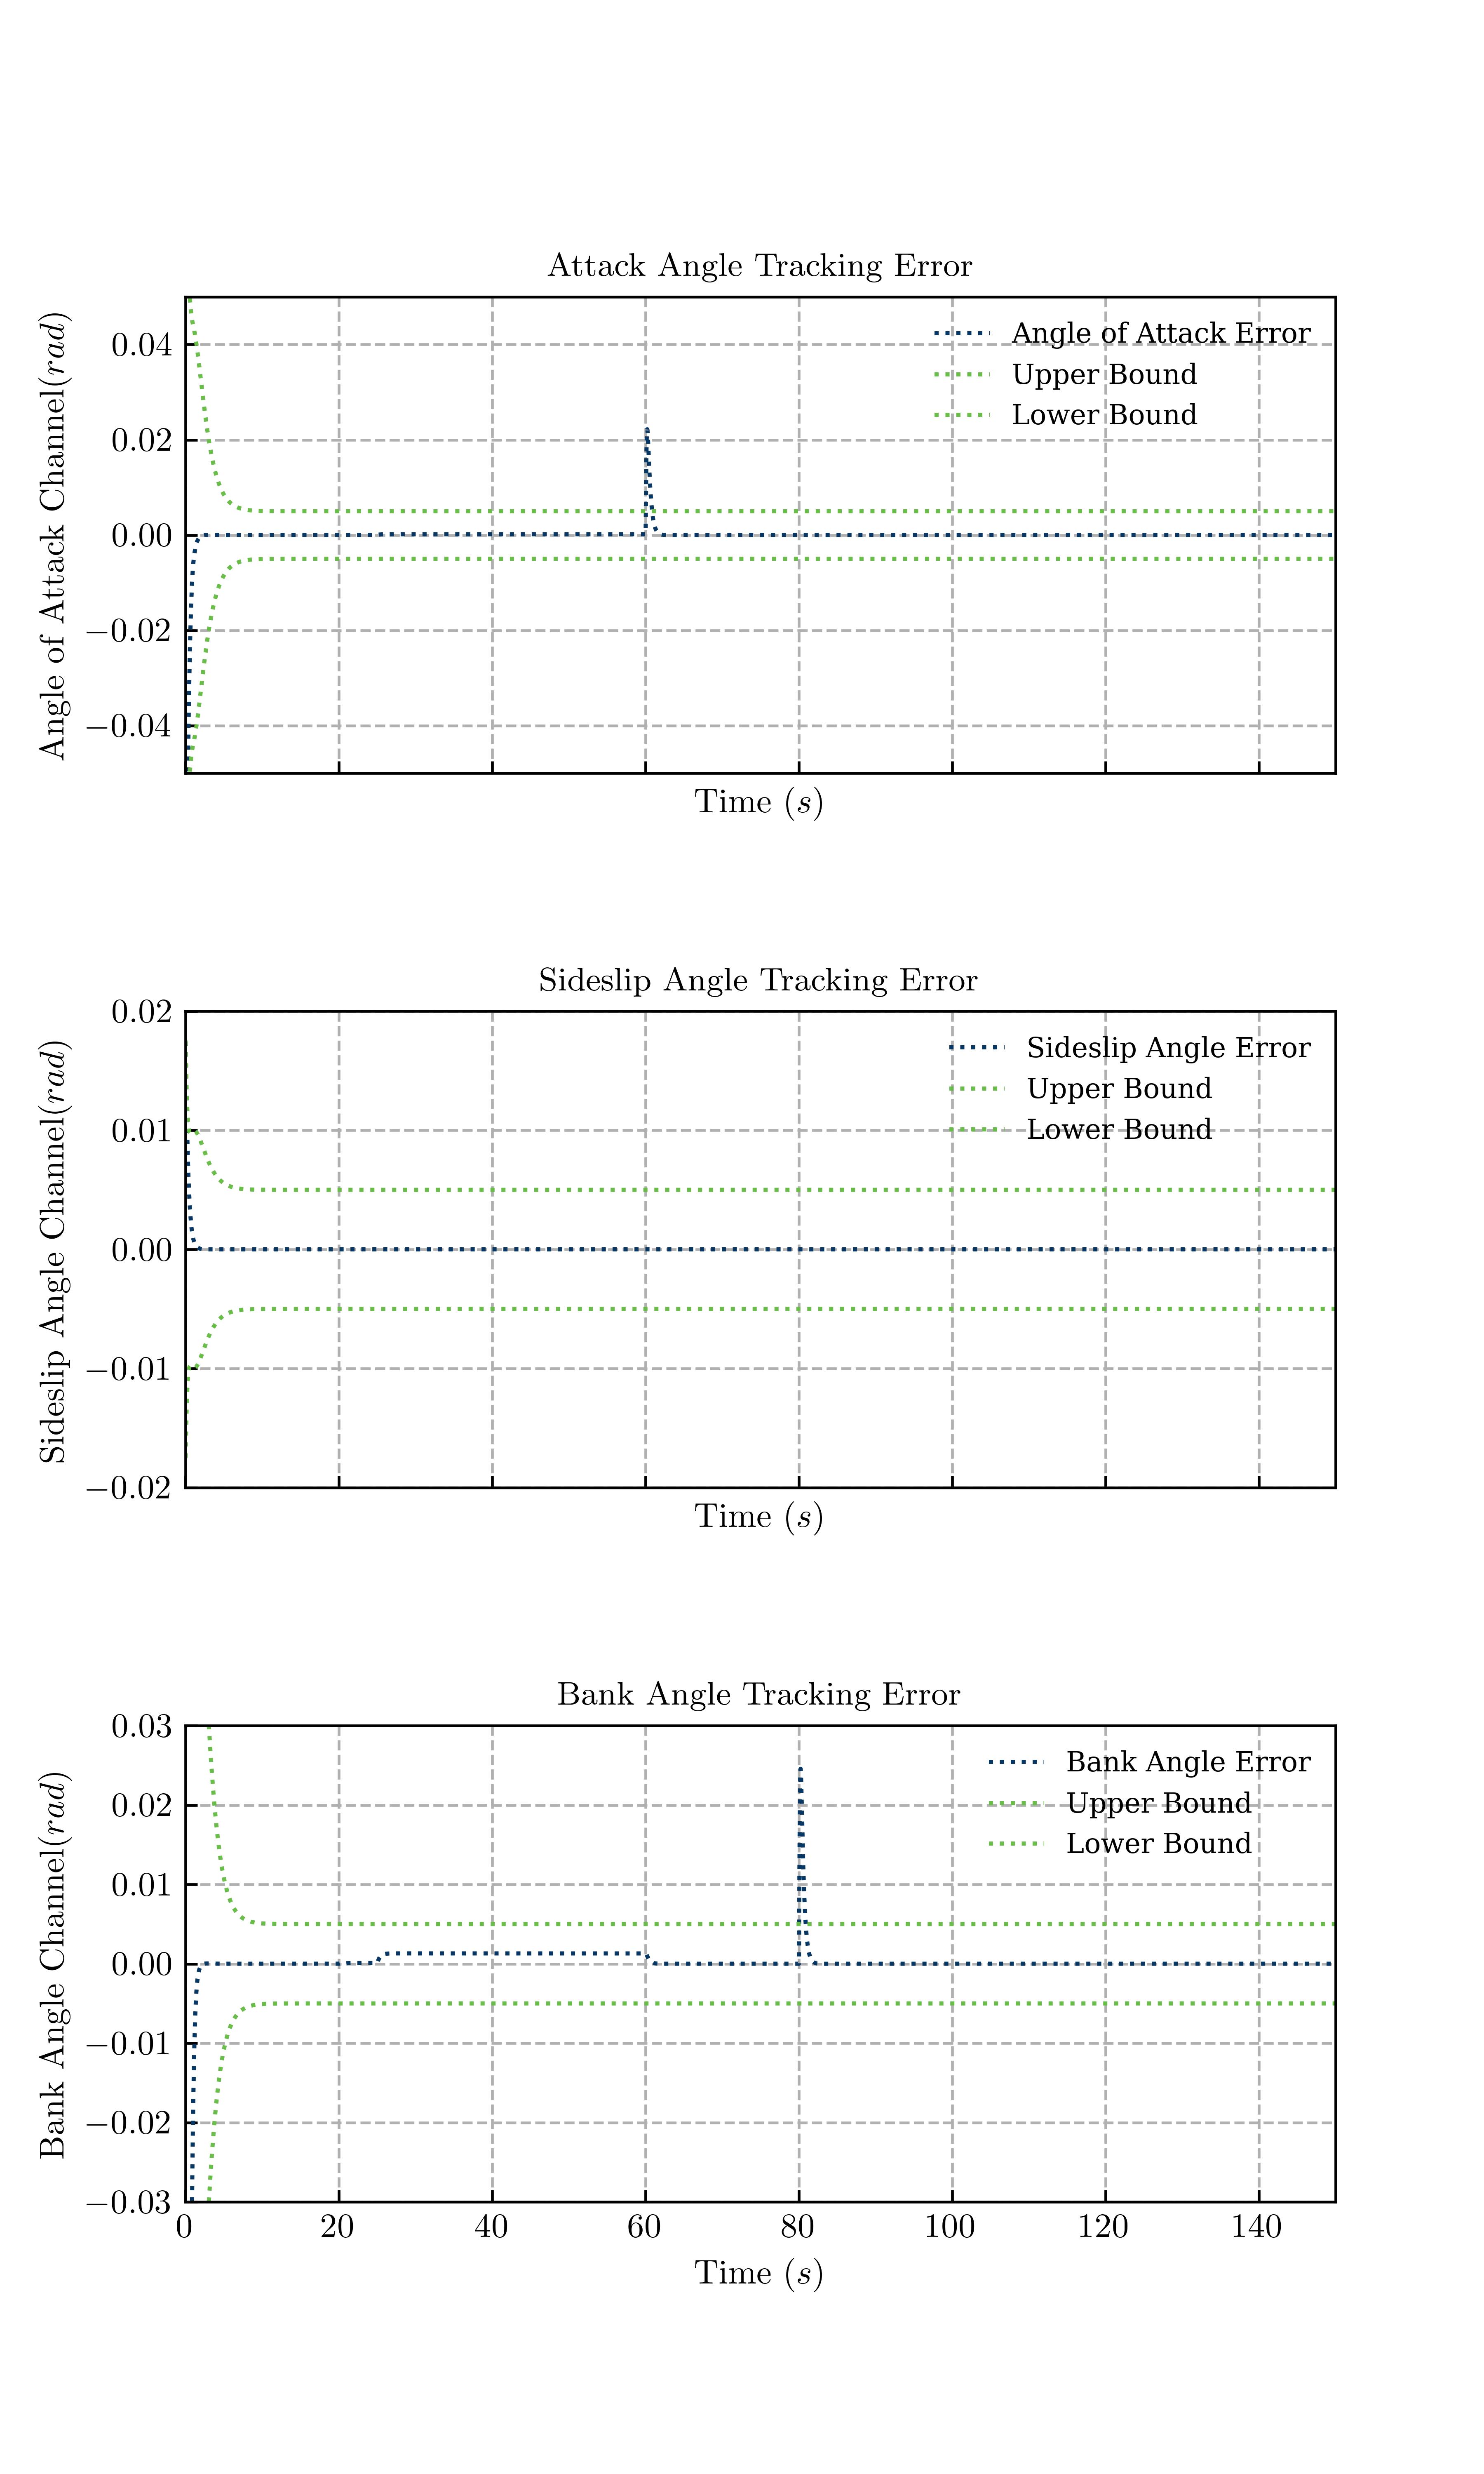 Attack Angle Tracking Error
Angle of Attack Channel(rad)
0.04
0.02
0.00
−0.02
−0.04
Angle of Attack Error
Upper Bound
Lower Bound
Time (s)
Sideslip Angle Tracking Error
Sideslip Angle Channel(rad)
0.02
0.01
0.00
−0.01
−0.02
Sideslip Angle Error
Upper Bound
Lower Bound
Time (s)
Bank Angle Tracking Error
Bank Angle Channel(rad)
0.03
0.02
0.01
0.00
−0.01
−0.02
−0.03
Bank Angle Error
Upper Bound
Lower Bound
0 20 40 60 80 100 120 140
Time (s)